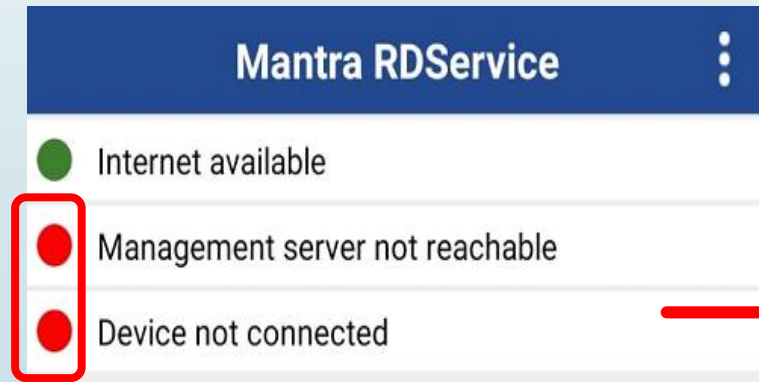 Mantra RDService
Internet available
Management server not reachable
Device not connected